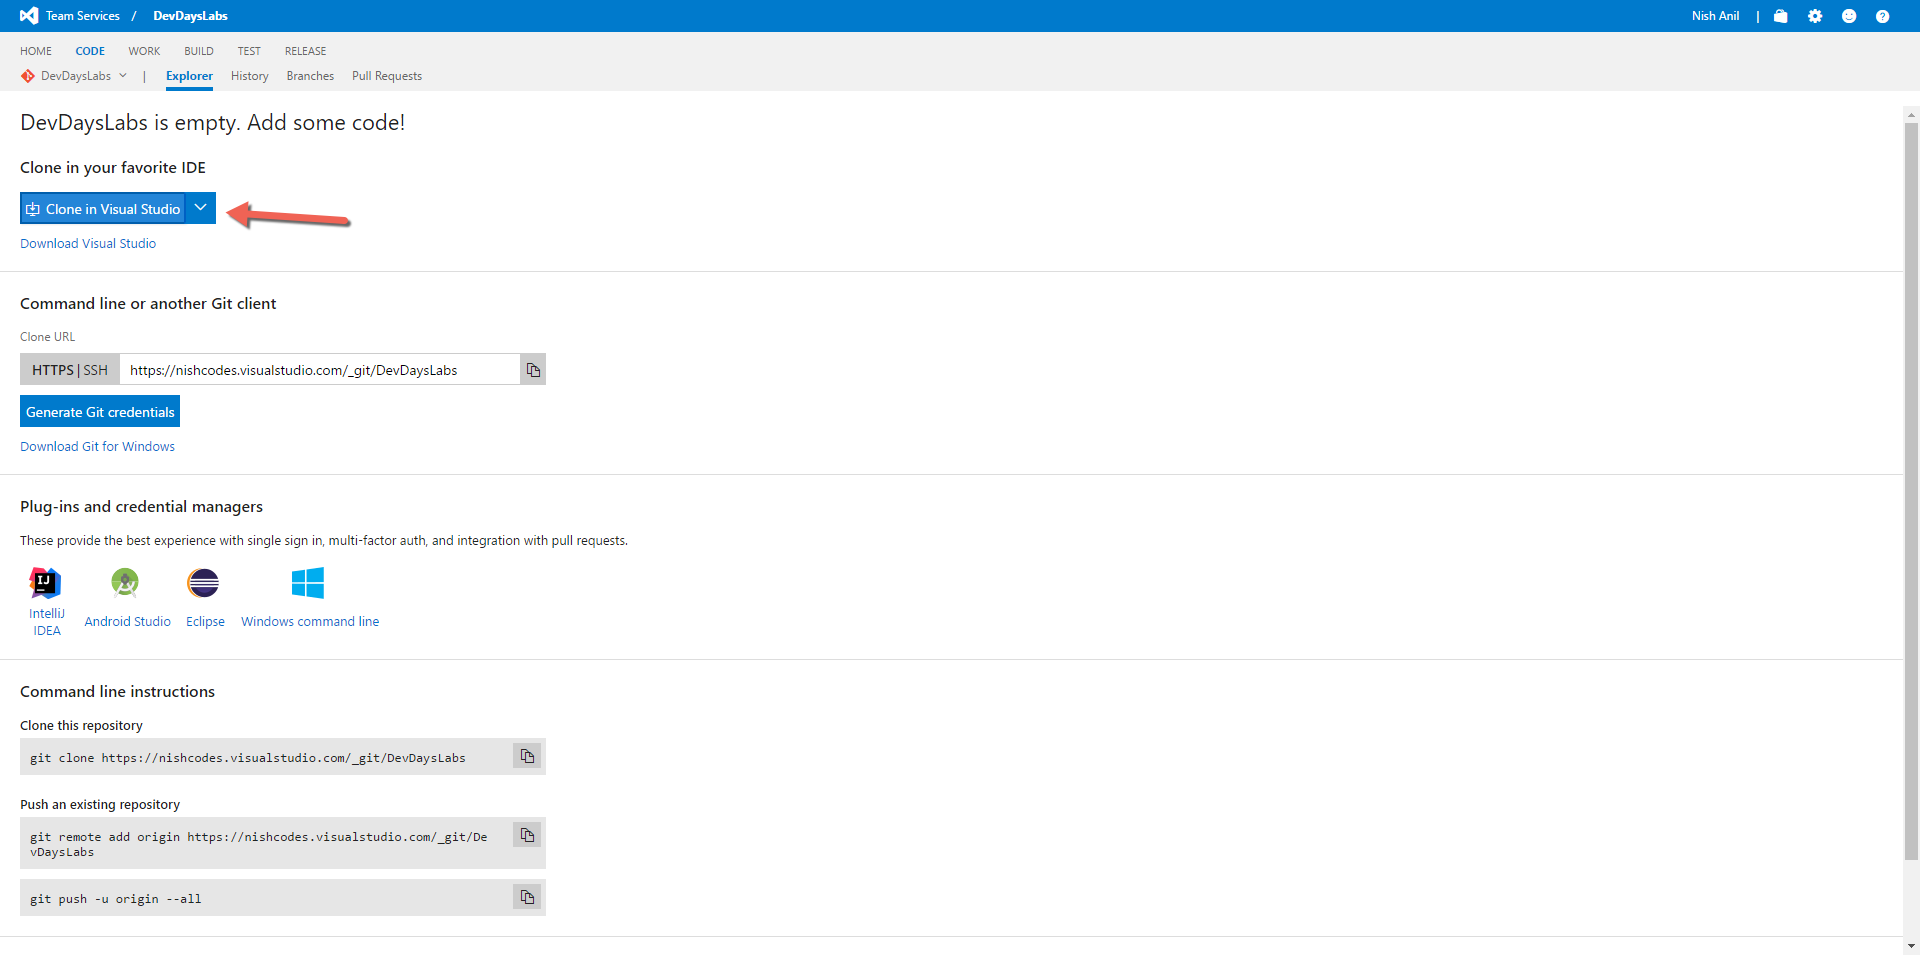 Team Services / DevDaysLabs
Nish Anil |
HOME CODE WORK BUILD TEST RELEASE
DevDaysLabs | Explorer History Branches Pull Requests
DevDaysLabs is empty. Add some code!
Clone in your favorite IDE
Clone in Visual Studio
Download Visual Studio
Command line or another Git client
Clone URL
HTTPS | SSH https://nishcodes.visualstudio.com/_git/DevDaysLabs
Generate Git credentials
Download Git for Windows
Plug-ins and credential managers
These provide the best experience with single sign in, multi-factor auth, and integration with pull requests.
IJ
IntelliJ
IDEA
Android Studio Eclipse Windows command line
Command line instructions
Clone this repository
git clone https://nishcodes.visualstudio.com/_git/DevDaysLabs
Push an existing repository
git remote add origin https://nishcodes.visualstudio.com/_git/De
vDaysLabs
git push -u origin --all